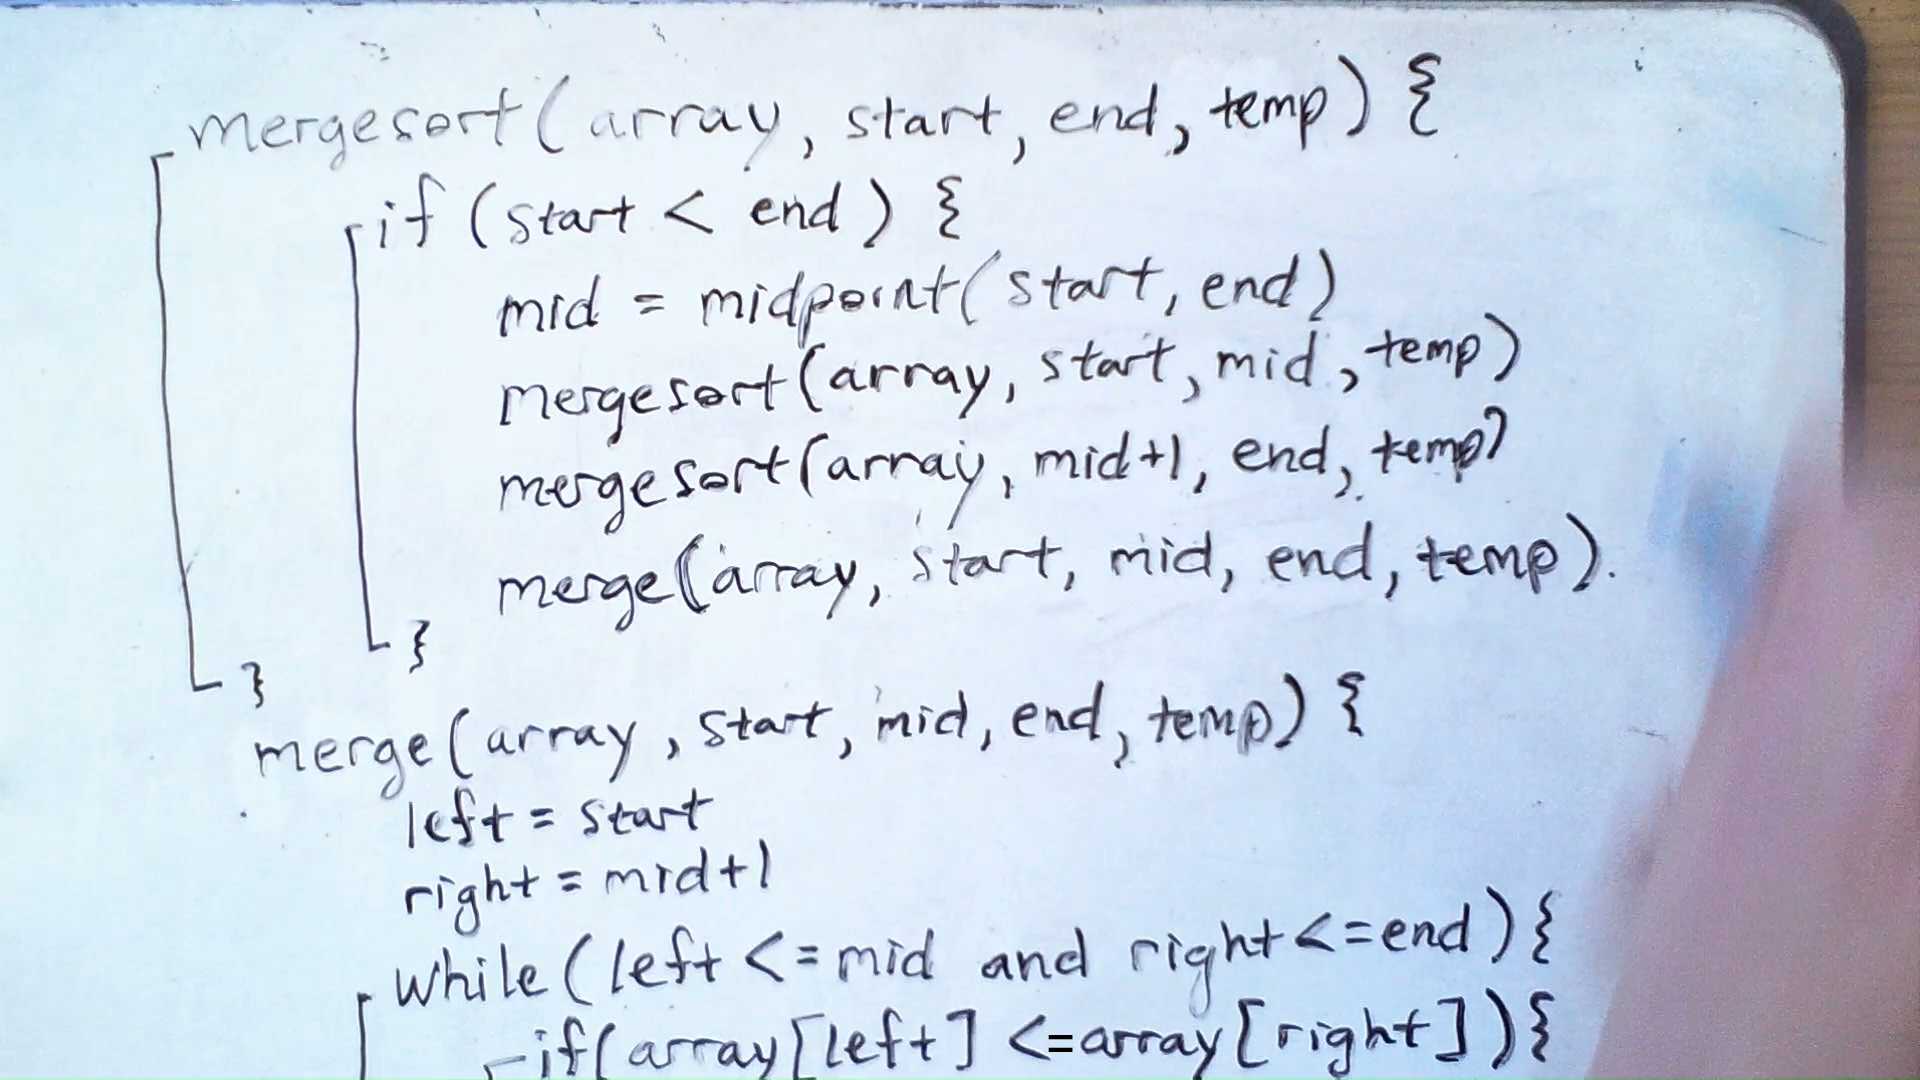 mergesort(array, start, end, temp) {
if (start < end) {
mid = midpoint(start, end)
mergesort(array, start, mid, temp)
mergesort(array, mid+1, end, temp)
merge(array, start, mid, end, temp).
}
}
merge(array, start, mid, end, temp) {
left = start
right = mid+1
while (left <= mid and right <= end) {
if(array[left] <= array[right]) {